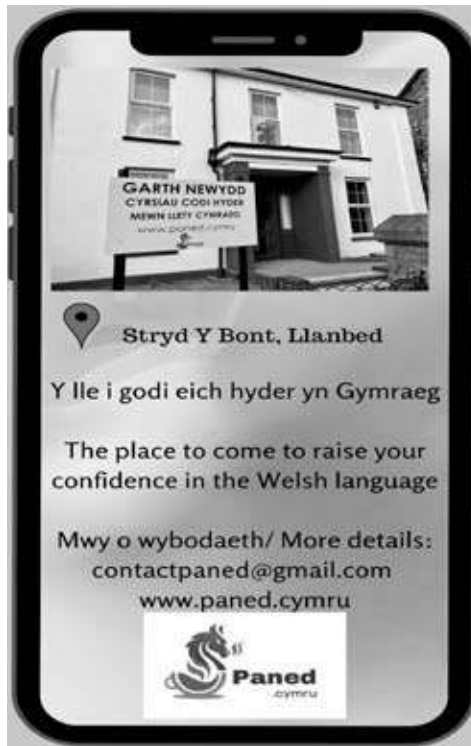 GARTH NEWYDD
CYRSIAU CODI HYDER
MEWN LLETY CYMRAEG
www.paned.cymru
Stryd Y Bont, Llanbed
Y lle i godi eich hyder yn Gymraeg
The place to come to raise your
confidence in the Welsh language
Mwy o wybodaeth/ More details:
contactpaned@gmail.com
www.paned.cymru
Paned
.cymru